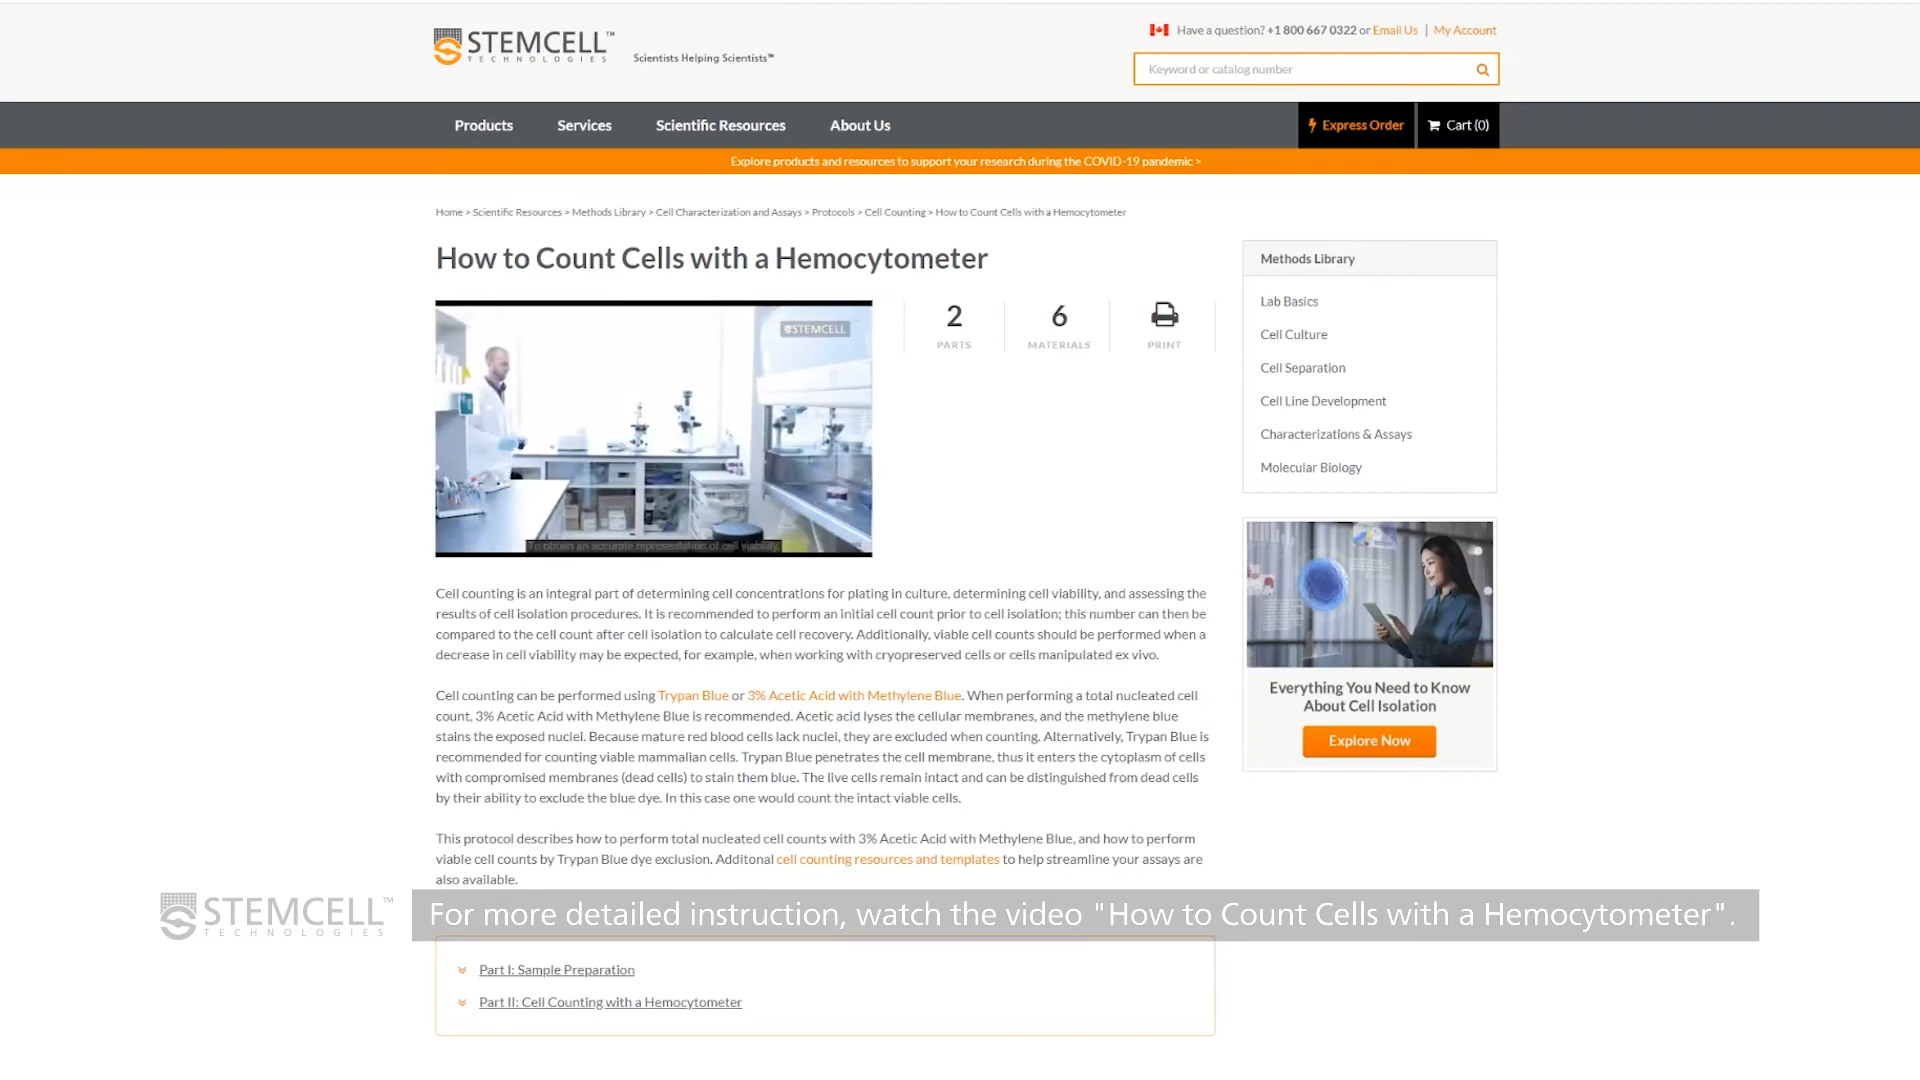 STEMCELL™
TECHNOLOGIES
Scientists Helping Scientists™
Have a question? +1 800 667 0322 or Email Us | My Account
Keyword or catalog number
Products
Services
Scientific Resources
About Us
Express Order
Cart (0)
Explore products and resources to support your research during the COVID-19 pandemic >
Home > Scientific Resources > Methods Library > Cell Characterization and Assays > Protocols > Cell Counting > How to Count Cells with a Hemocytometer
How to Count Cells with a Hemocytometer
STEMCELL
To obtain an accurate representation of cell viability,
2
PARTS
6
MATERIALS
PRINT
Cell counting is an integral part of determining cell concentrations for plating in culture, determining cell viability, and assessing the
results of cell isolation procedures. It is recommended to perform an initial cell count prior to cell isolation; this number can then be
compared to the cell count after cell isolation to calculate cell recovery. Additionally, viable cell counts should be performed when a
decrease in cell viability may be expected, for example, when working with cryopreserved cells or cells manipulated ex vivo.
Cell counting can be performed using Trypan Blue or 3% Acetic Acid with Methylene Blue. When performing a total nucleated cell
count, 3% Acetic Acid with Methylene Blue is recommended. Acetic acid lyses the cellular membranes, and the methylene blue
stains the exposed nuclei. Because mature red blood cells lack nuclei, they are excluded when counting. Alternatively, Trypan Blue is
recommended for counting viable mammalian cells. Trypan Blue penetrates the cell membrane, thus it enters the cytoplasm of cells
with compromised membranes (dead cells) to stain them blue. The live cells remain intact and can be distinguished from dead cells
by their ability to exclude the blue dye. In this case one would count the intact viable cells.
This protocol describes how to perform total nucleated cell counts with 3% Acetic Acid with Methylene Blue, and how to perform
viable cell counts by Trypan Blue dye exclusion. Additonal cell counting resources and templates to help streamline your assays are
also available.
Methods Library
Lab Basics
Cell Culture
Cell Separation
Cell Line Development
Characterizations & Assays
Molecular Biology
Everything You Need to Know
About Cell Isolation
Explore Now
STEMCELL™
TECHNOLOGIES
For more detailed instruction, watch the video "How to Count Cells with a Hemocytometer".
Part I: Sample Preparation
Part II: Cell Counting with a Hemocytometer